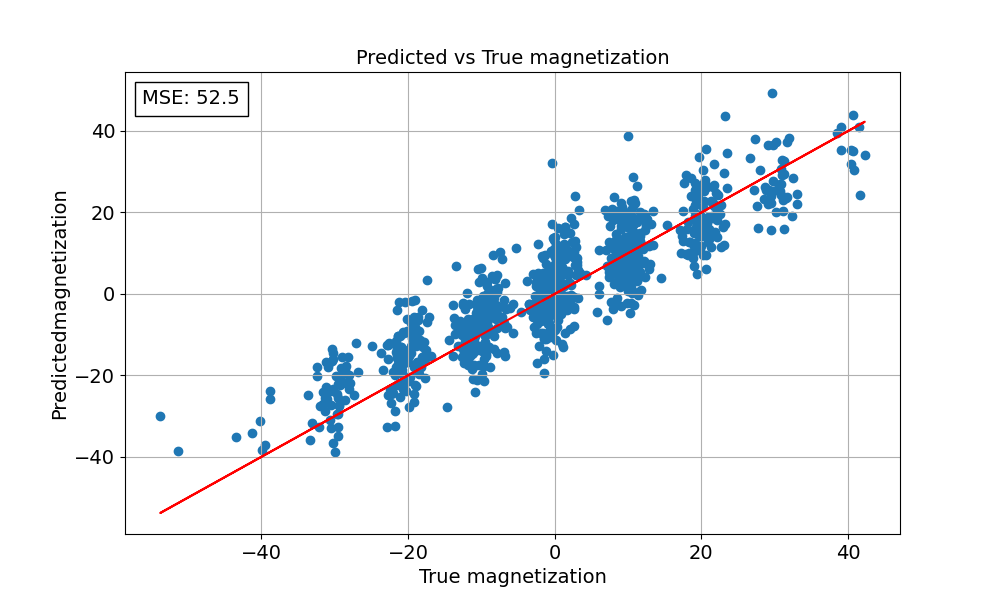 Predicted vs True magnetization
MSE: 52.5
Predictedmagnetization
40
20
0
−20
−40
−40
−20
0
20
40
True magnetization